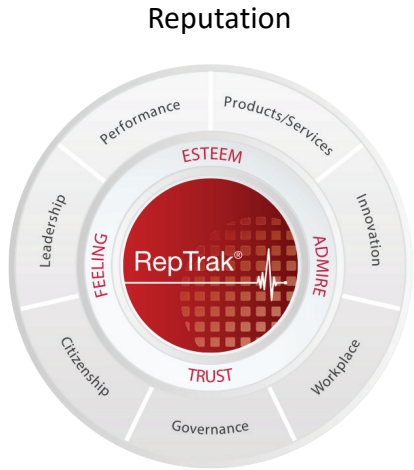 Reputation
Performance
Products/Services
Innovation
Workplace
Governance
Citizenship
Leadership
ESTEEM
ADMIRE
TRUST
FEELING
RepTrak®